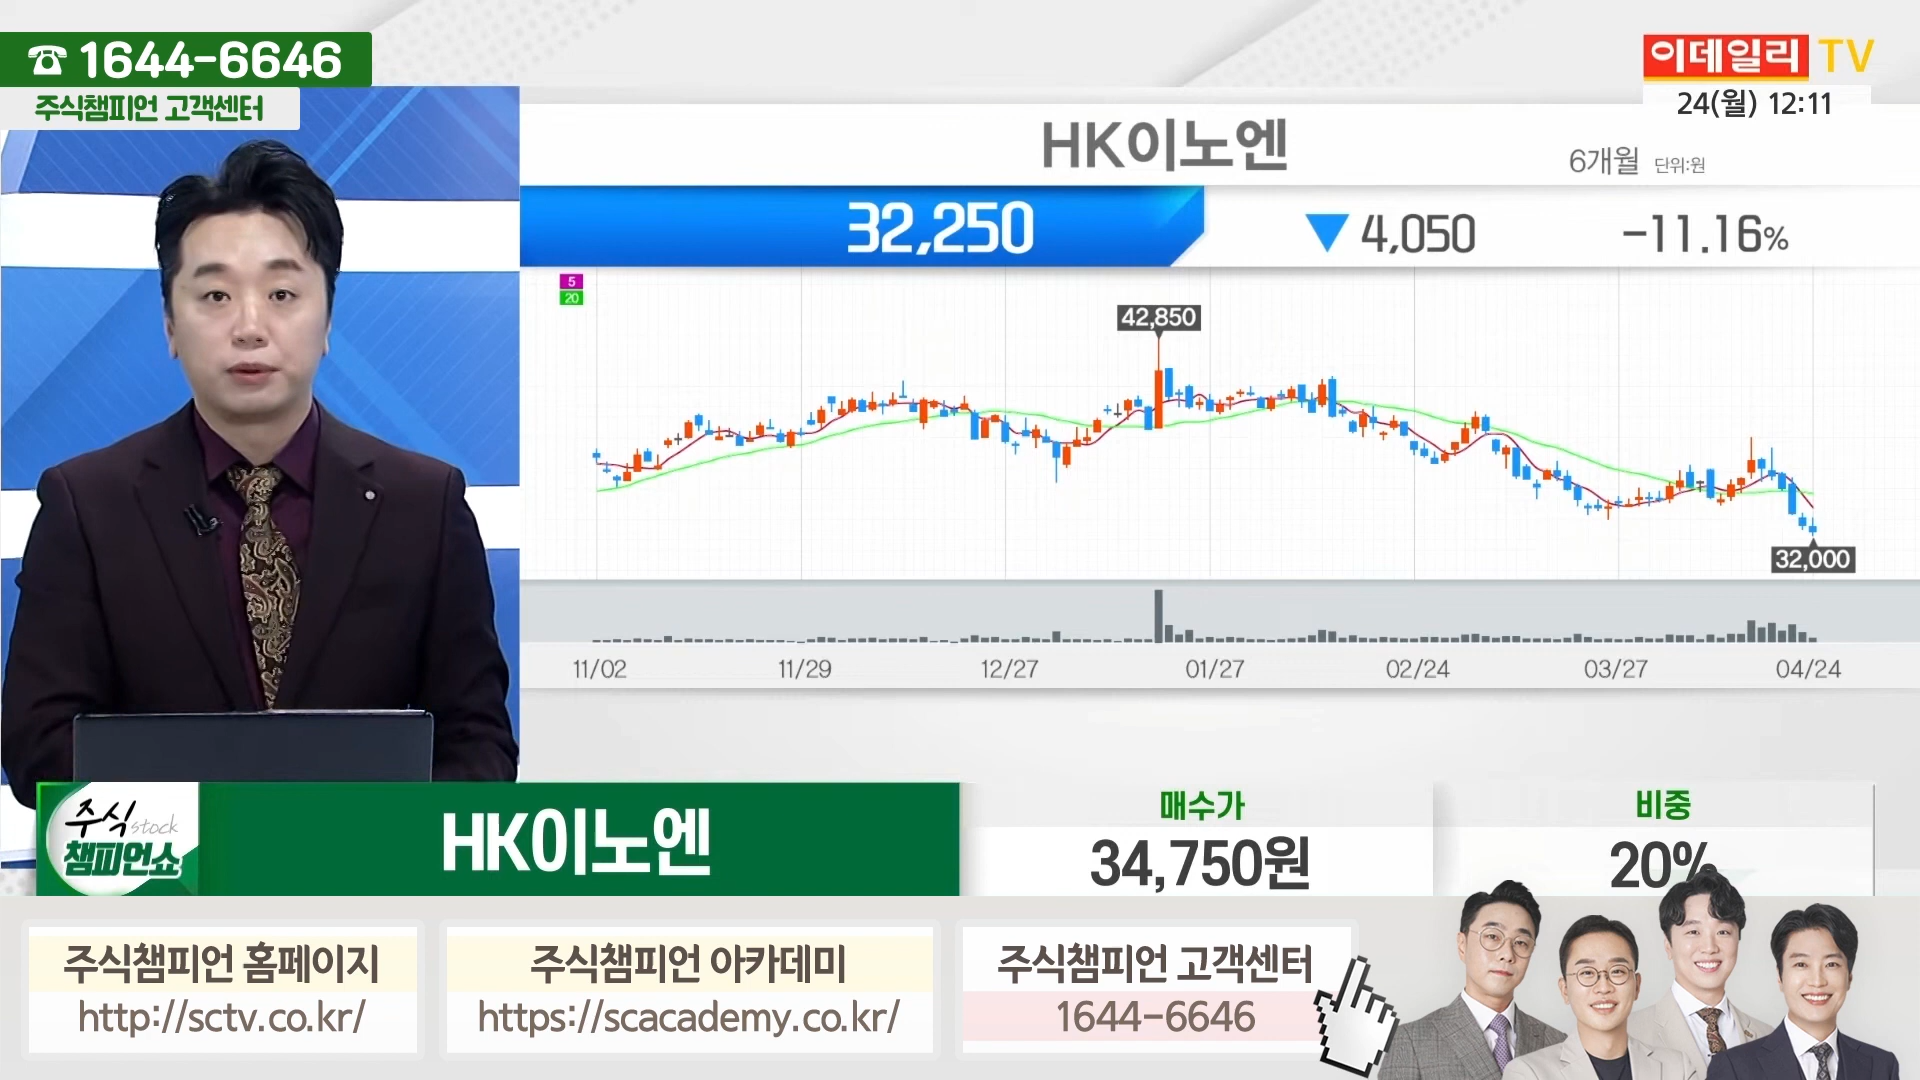 ☎ 1644-6646
주식챔피언 고객센터
이데일리 TV
24(월) 12:11
HK이노엔
6개월 단위:원
32,250 ▼4,050 -11.16%
5
20
42,850
32,000
11/02 11/29 12/27 01/27 02/24 03/27 04/24
주식 stock
챔피언쇼
HK이노엔
매수가
34,750원
비중
20%
주식챔피언 홈페이지
http://sctv.co.kr/
주식챔피언 아카데미
https://scacademy.co.kr/
주식챔피언 고객센터
1644-6646